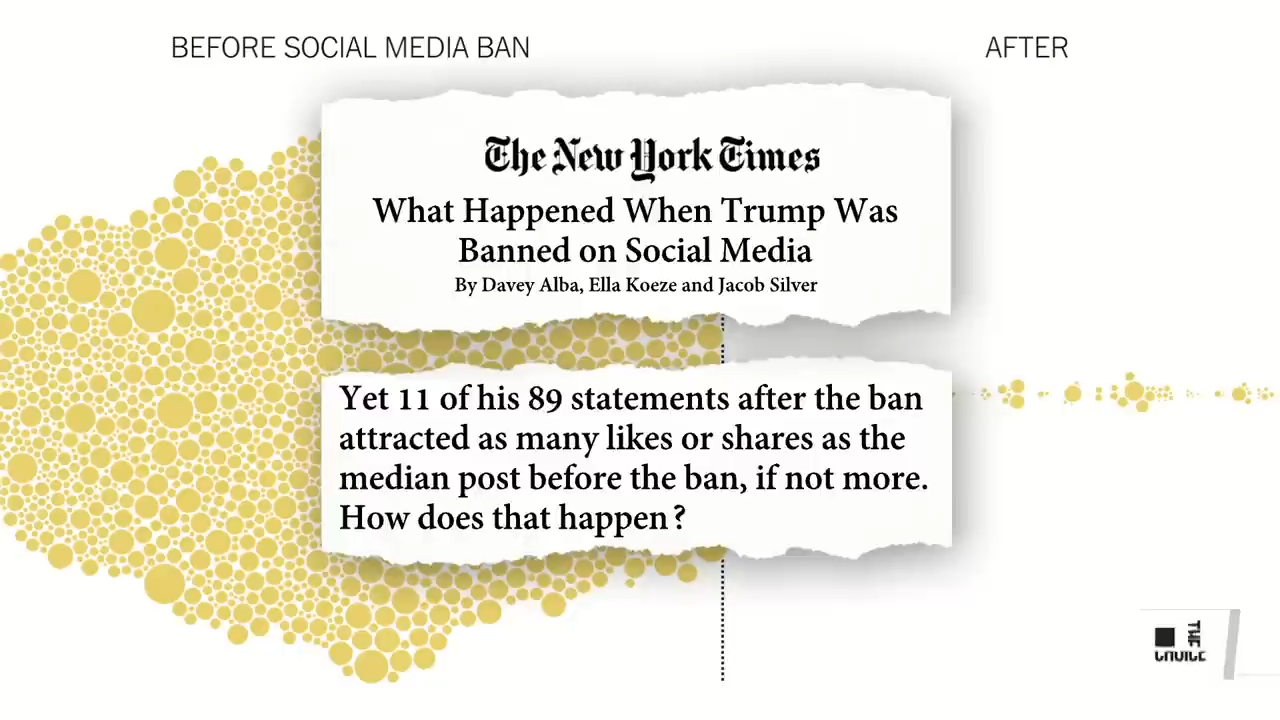 BEFORE SOCIAL MEDIA BAN
AFTER
The New York Times
What Happened When Trump Was
Banned on Social Media
By Davey Alba, Ella Koeze and Jacob Silver
Yet 11 of his 89 statements after the ban
attracted as many likes or shares as the
median post before the ban, if not more.
How does that happen?
THE
CHOICE